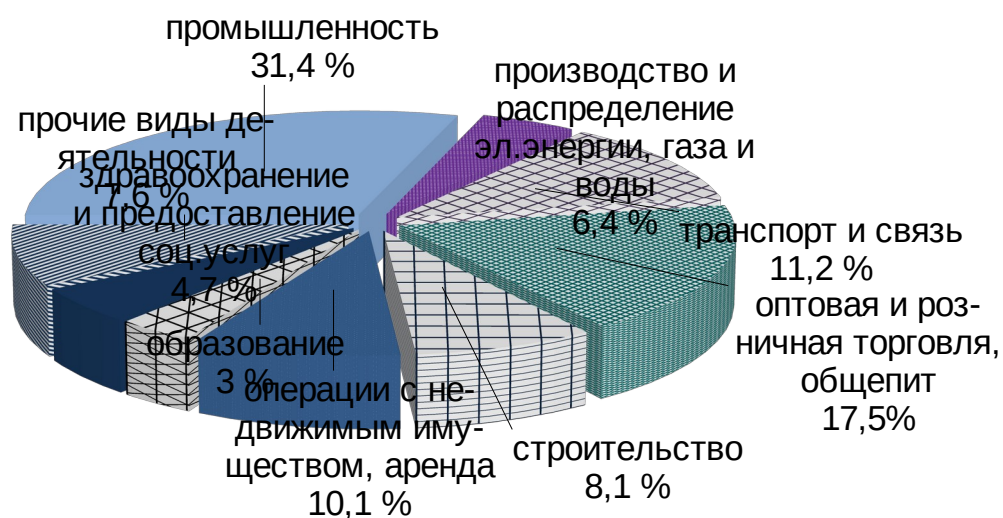 промышленность
31,4 %
производство и
распределение
эл.энергии, газа и
воды
6,4 %
транспорт и связь
11,2 %
оптовая и роз-
ничная торговля,
общепит
17,5%
строительство
8,1 %
операции с не-
движимым иму-
ществом, аренда
10,1 %
образование
3 %
здравоохранение
и предоставление
соц.услуг
4,7 %
прочие виды де-
ятельности
7,6 %